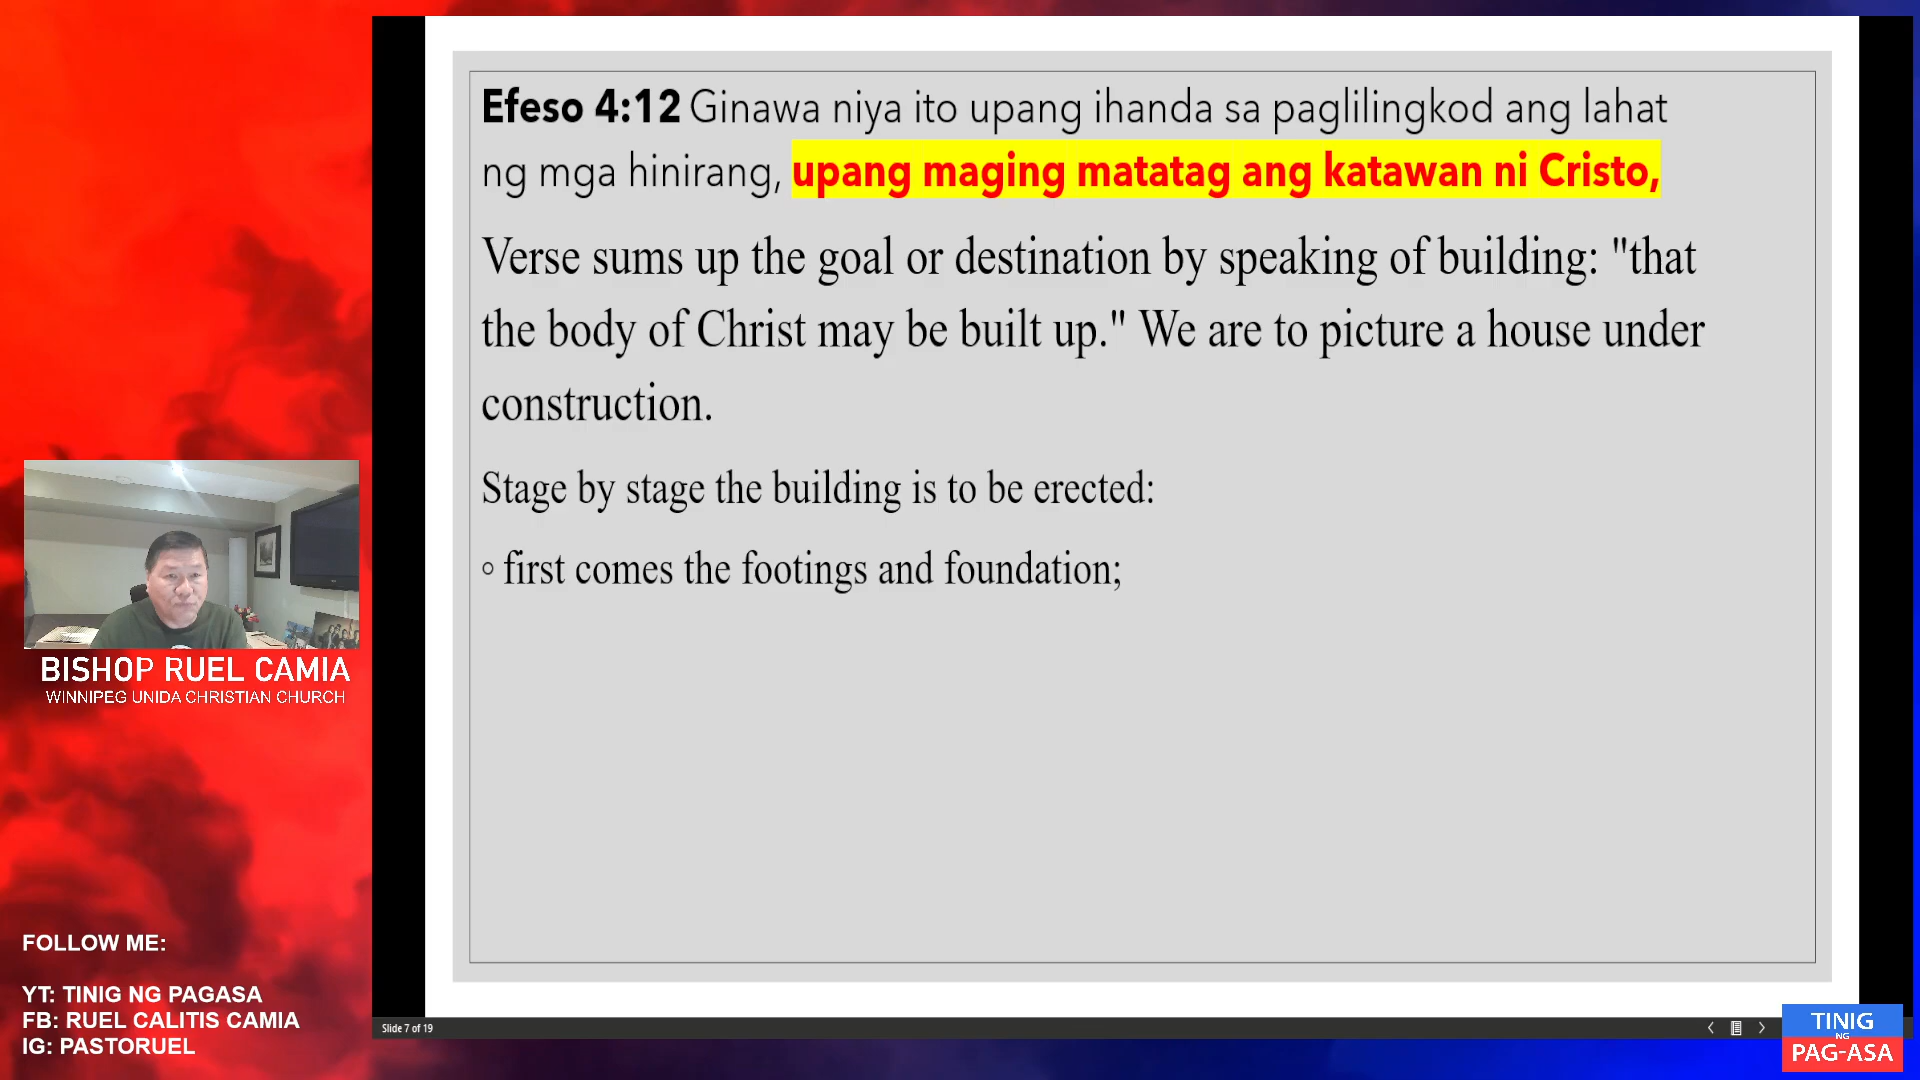 Efeso 4:12 Ginawa niya ito upang ihanda sa paglilingkod ang lahat
ng mga hinirang, upang maging matatag ang katawan ni Cristo,
Verse sums up the goal or destination by speaking of building: "that
the body of Christ may be built up." We are to picture a house under
construction.
Stage by stage the building is to be erected:
◦ first comes the footings and foundation;
BISHOP RUEL CAMIA
WINNIPEG UNIDA CHRISTIAN CHURCH
FOLLOW ME:
YT: TINIG NG PAGASA
FB: RUEL CALITIS CAMIA
IG: PASTORUEL
Slide 7 of 19
TINIG
NG
PAG-ASA